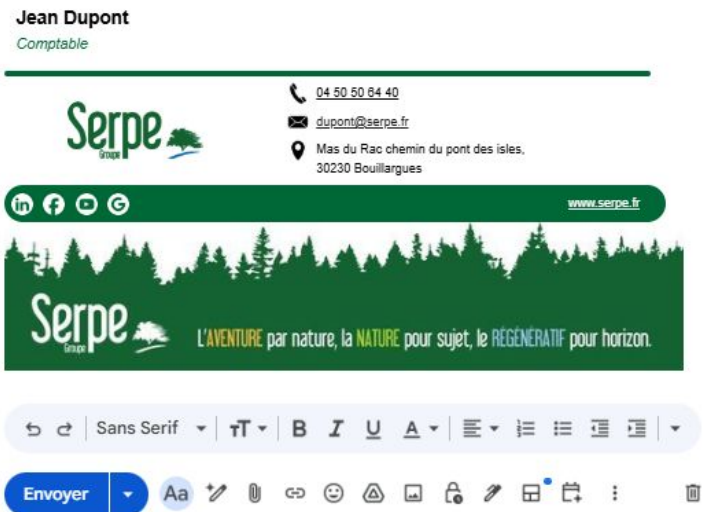 Jean Dupont
Comptable
04 50 50 64 40
dupont@serpe.fr
Mas du Rac chemin du pont des isles,
30230 Bouillargues
Serpe
Groupe
www.serpe.fr
Serpe
Groupe
L'AVENTURE par nature, la NATURE pour sujet, le RÉGÉNÉRATIF pour horizon.
Sans Serif
Envoyer